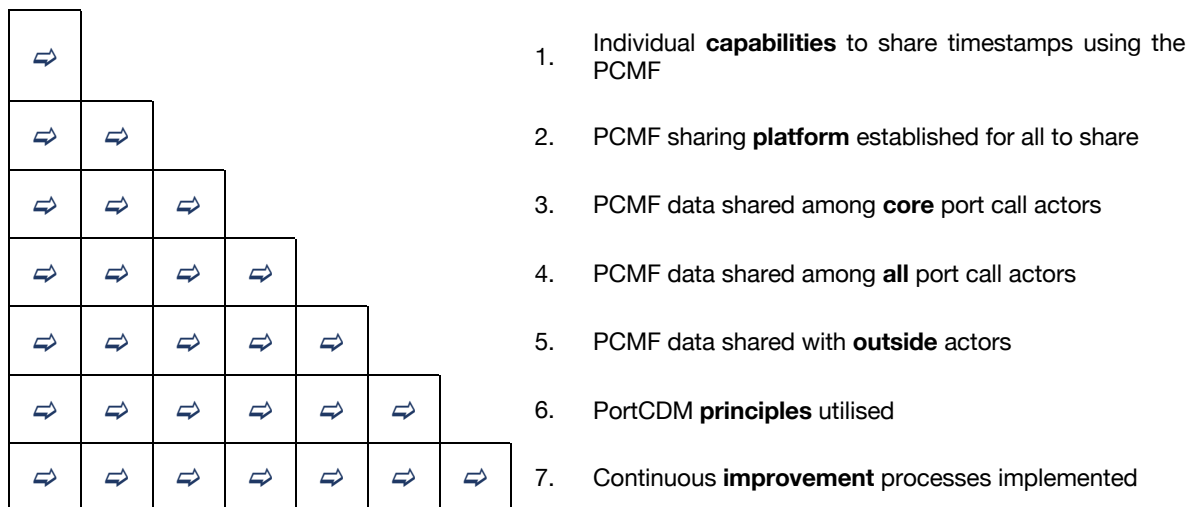 1. Individual capabilities to share timestamps using the
PCMF
2. PCMF sharing platform established for all to share
3. PCMF data shared among core port call actors
4. PCMF data shared among all port call actors
5. PCMF data shared with outside actors
6. PortCDM principles utilised
7. Continuous improvement processes implemented